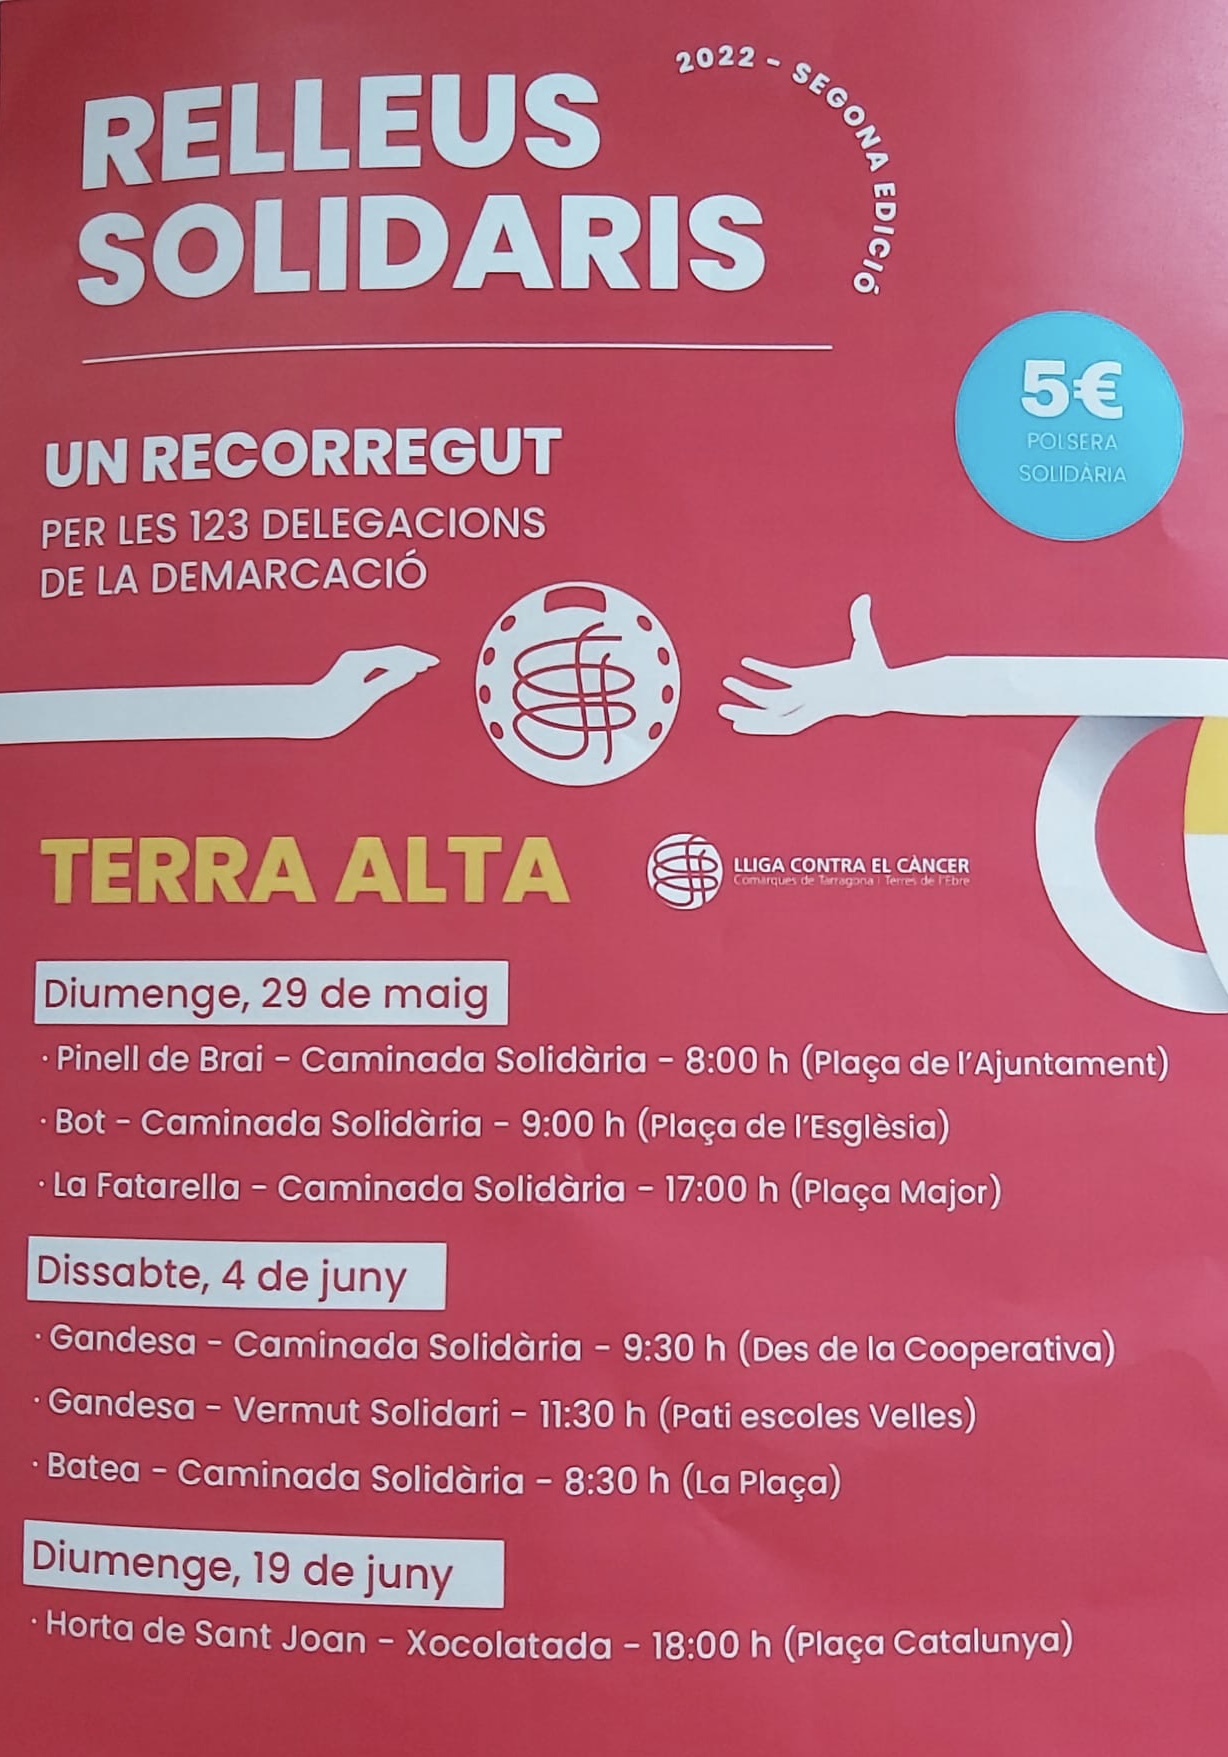 RELLEUS
SOLIDARIS
2022 - SEGONA EDICIÓ
5€
POLSERA
SOLIDÀRIA
UN RECORREGUT
PER LES 123 DELEGACIONS
DE LA DEMARCACIÓ
TERRA ALTA
LLIGA CONTRA EL CÀNCER
Comarques de Tarragona i Terres de l'Ebre
Diumenge, 29 de maig
· Pinell de Brai - Caminada Solidària - 8:00 h (Plaça de l'Ajuntament)
· Bot - Caminada Solidària - 9:00 h (Plaça de l'Esglèsia)
· La Fatarella - Caminada Solidària - 17:00 h (Plaça Major)
Dissabte, 4 de juny
· Gandesa - Caminada Solidària - 9:30 h (Des de la Cooperativa)
· Gandesa - Vermut Solidari - 11:30 h (Pati escoles Velles)
· Batea - Caminada Solidària - 8:30 h (La Plaça)
Diumenge, 19 de juny
· Horta de Sant Joan - Xocolatada - 18:00 h (Plaça Catalunya)